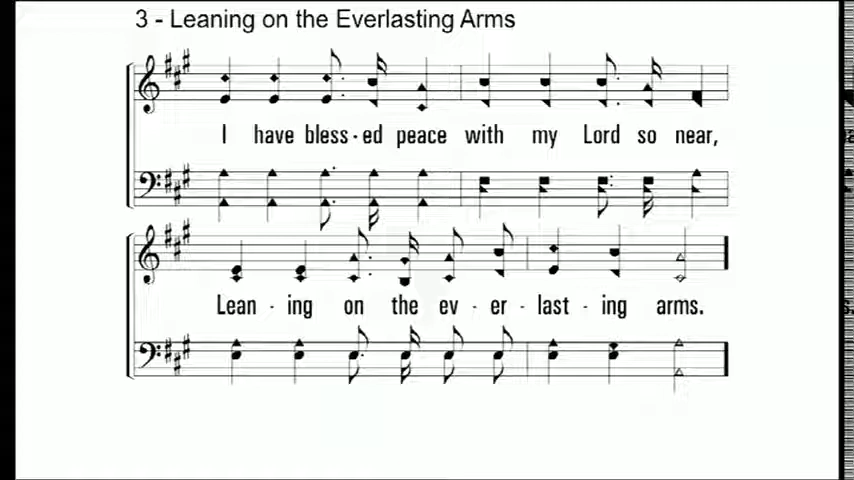 3 - Leaning on the Everlasting Arms
I have bless - ed peace with my Lord so near,
Lean - ing on the ev - er - last - ing arms.